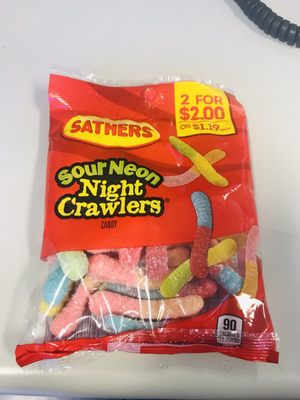 2 FOR
$2.00
OR $1.19
SATHERS
Sour Neon
Night
Crawlers®
CANDY
90